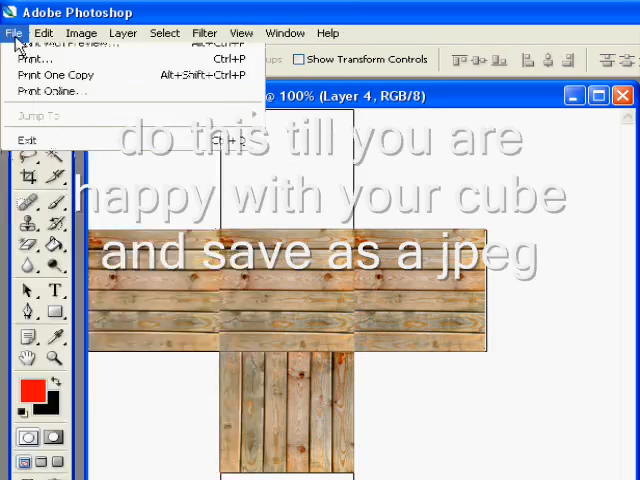 Adobe Photoshop
File Edit Image Layer Select Filter View Window Help
Print... Ctrl+P
Show Transform Controls
Print One Copy Alt+Shift+Ctrl+P
Print Online...
@ 100% (Layer 4, RGB/8)
Jump To
Exit Ctrl+Q
do this till you are
happy with your cube
and save as a jpeg
T